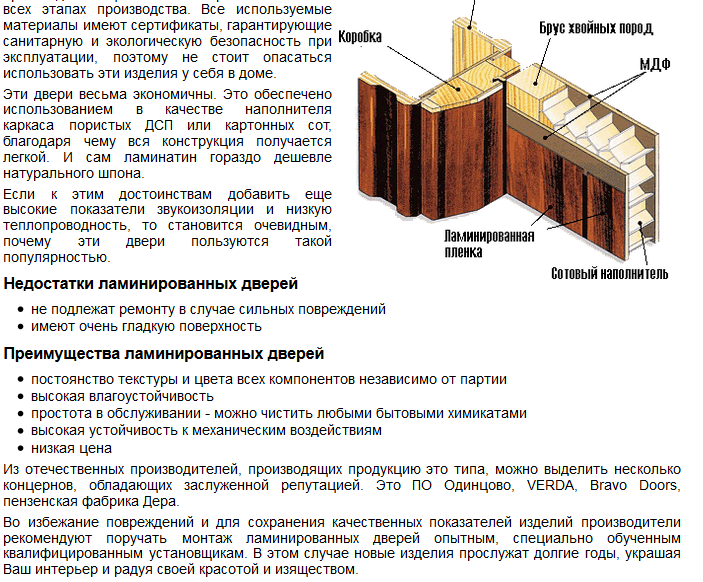 всех этапах производства. Все используемые
материалы имеют сертификаты, гарантирующие
санитарную и экологическую безопасность при
эксплуатации, поэтому не стоит опасаться
использовать эти изделия у себя в доме.
Эти двери весьма экономичны. Это обеспечено
использованием в качестве наполнителя
каркаса пористых ДСП или картонных сот,
благодаря чему вся конструкция получается
легкой. И сам ламинатин гораздо дешевле
натурального шпона.
Если к этим достоинствам добавить еще
высокие показатели звукоизоляции и низкую
теплопроводность, то становится очевидным,
почему эти двери пользуются такой
популярностью.
Коробка
Брус хвойных пород
МДФ
Ламинированная
пленка
Сотовый наполнитель
Недостатки ламинированных дверей
не подлежат ремонту в случае сильных повреждений
имеют очень гладкую поверхность
Преимущества ламинированных дверей
постоянство текстуры и цвета всех компонентов независимо от партии
высокая влагоустойчивость
простота в обслуживании - можно чистить любыми бытовыми химикатами
высокая устойчивость к механическим воздействиям
низкая цена
Из отечественных производителей, производящих продукцию это типа, можно выделить несколько
концернов, обладающих заслуженной репутацией. Это ПО Одинцово, VERDA, Bravo Doors,
пензенская фабрика Дера.
Во избежание повреждений и для сохранения качественных показателей изделий производители
рекомендуют поручать монтаж ламинированных дверей опытным, специально обученным
квалифицированным установщикам. В этом случае новые изделия прослужат долгие годы, украшая
Ваш интерьер и радуя своей красотой и изяществом.